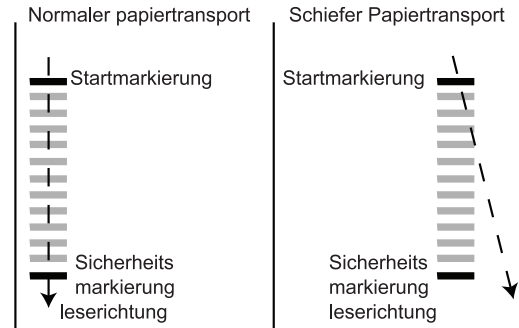 Normaler papiertransport
Startmarkierung
Sicherheits
markierung
leserichtung
Schiefer Papiertransport
Startmarkierung
Sicherheits
markierung
leserichtung